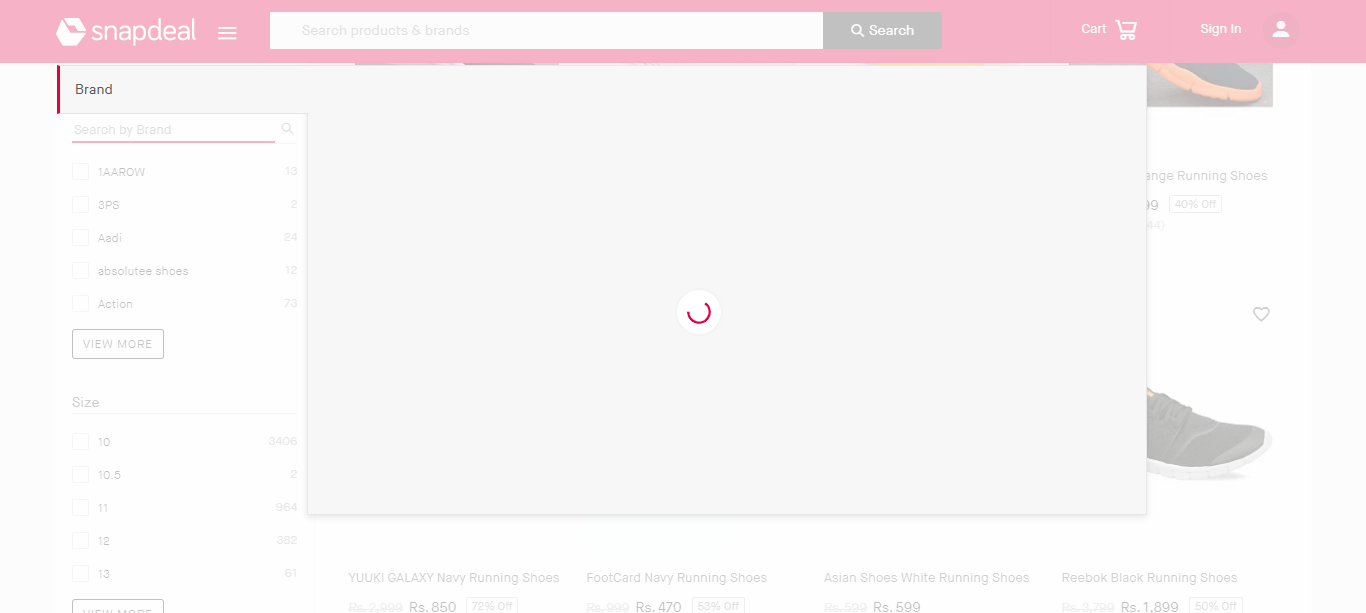 snapdeal
Search products & brands
Search
Cart
Sign In
Brand
Search by Brand
1AAROW 13
3PS 2
Aadi 24
absolutee shoes 12
Action 73
VIEW MORE
Size
10 3406
10.5 2
11 964
12 382
13 61
VIEW MORE
ange Running Shoes
99 40% Off
44)
YUUKI GALAXY Navy Running Shoes
Rs. 2,999 Rs. 850 72% Off
FootCard Navy Running Shoes
Rs. 999 Rs. 470 53% Off
Asian Shoes White Running Shoes
Rs. 599 Rs. 599
Reebok Black Running Shoes
Rs. 3,799 Rs. 1,899 50% Off